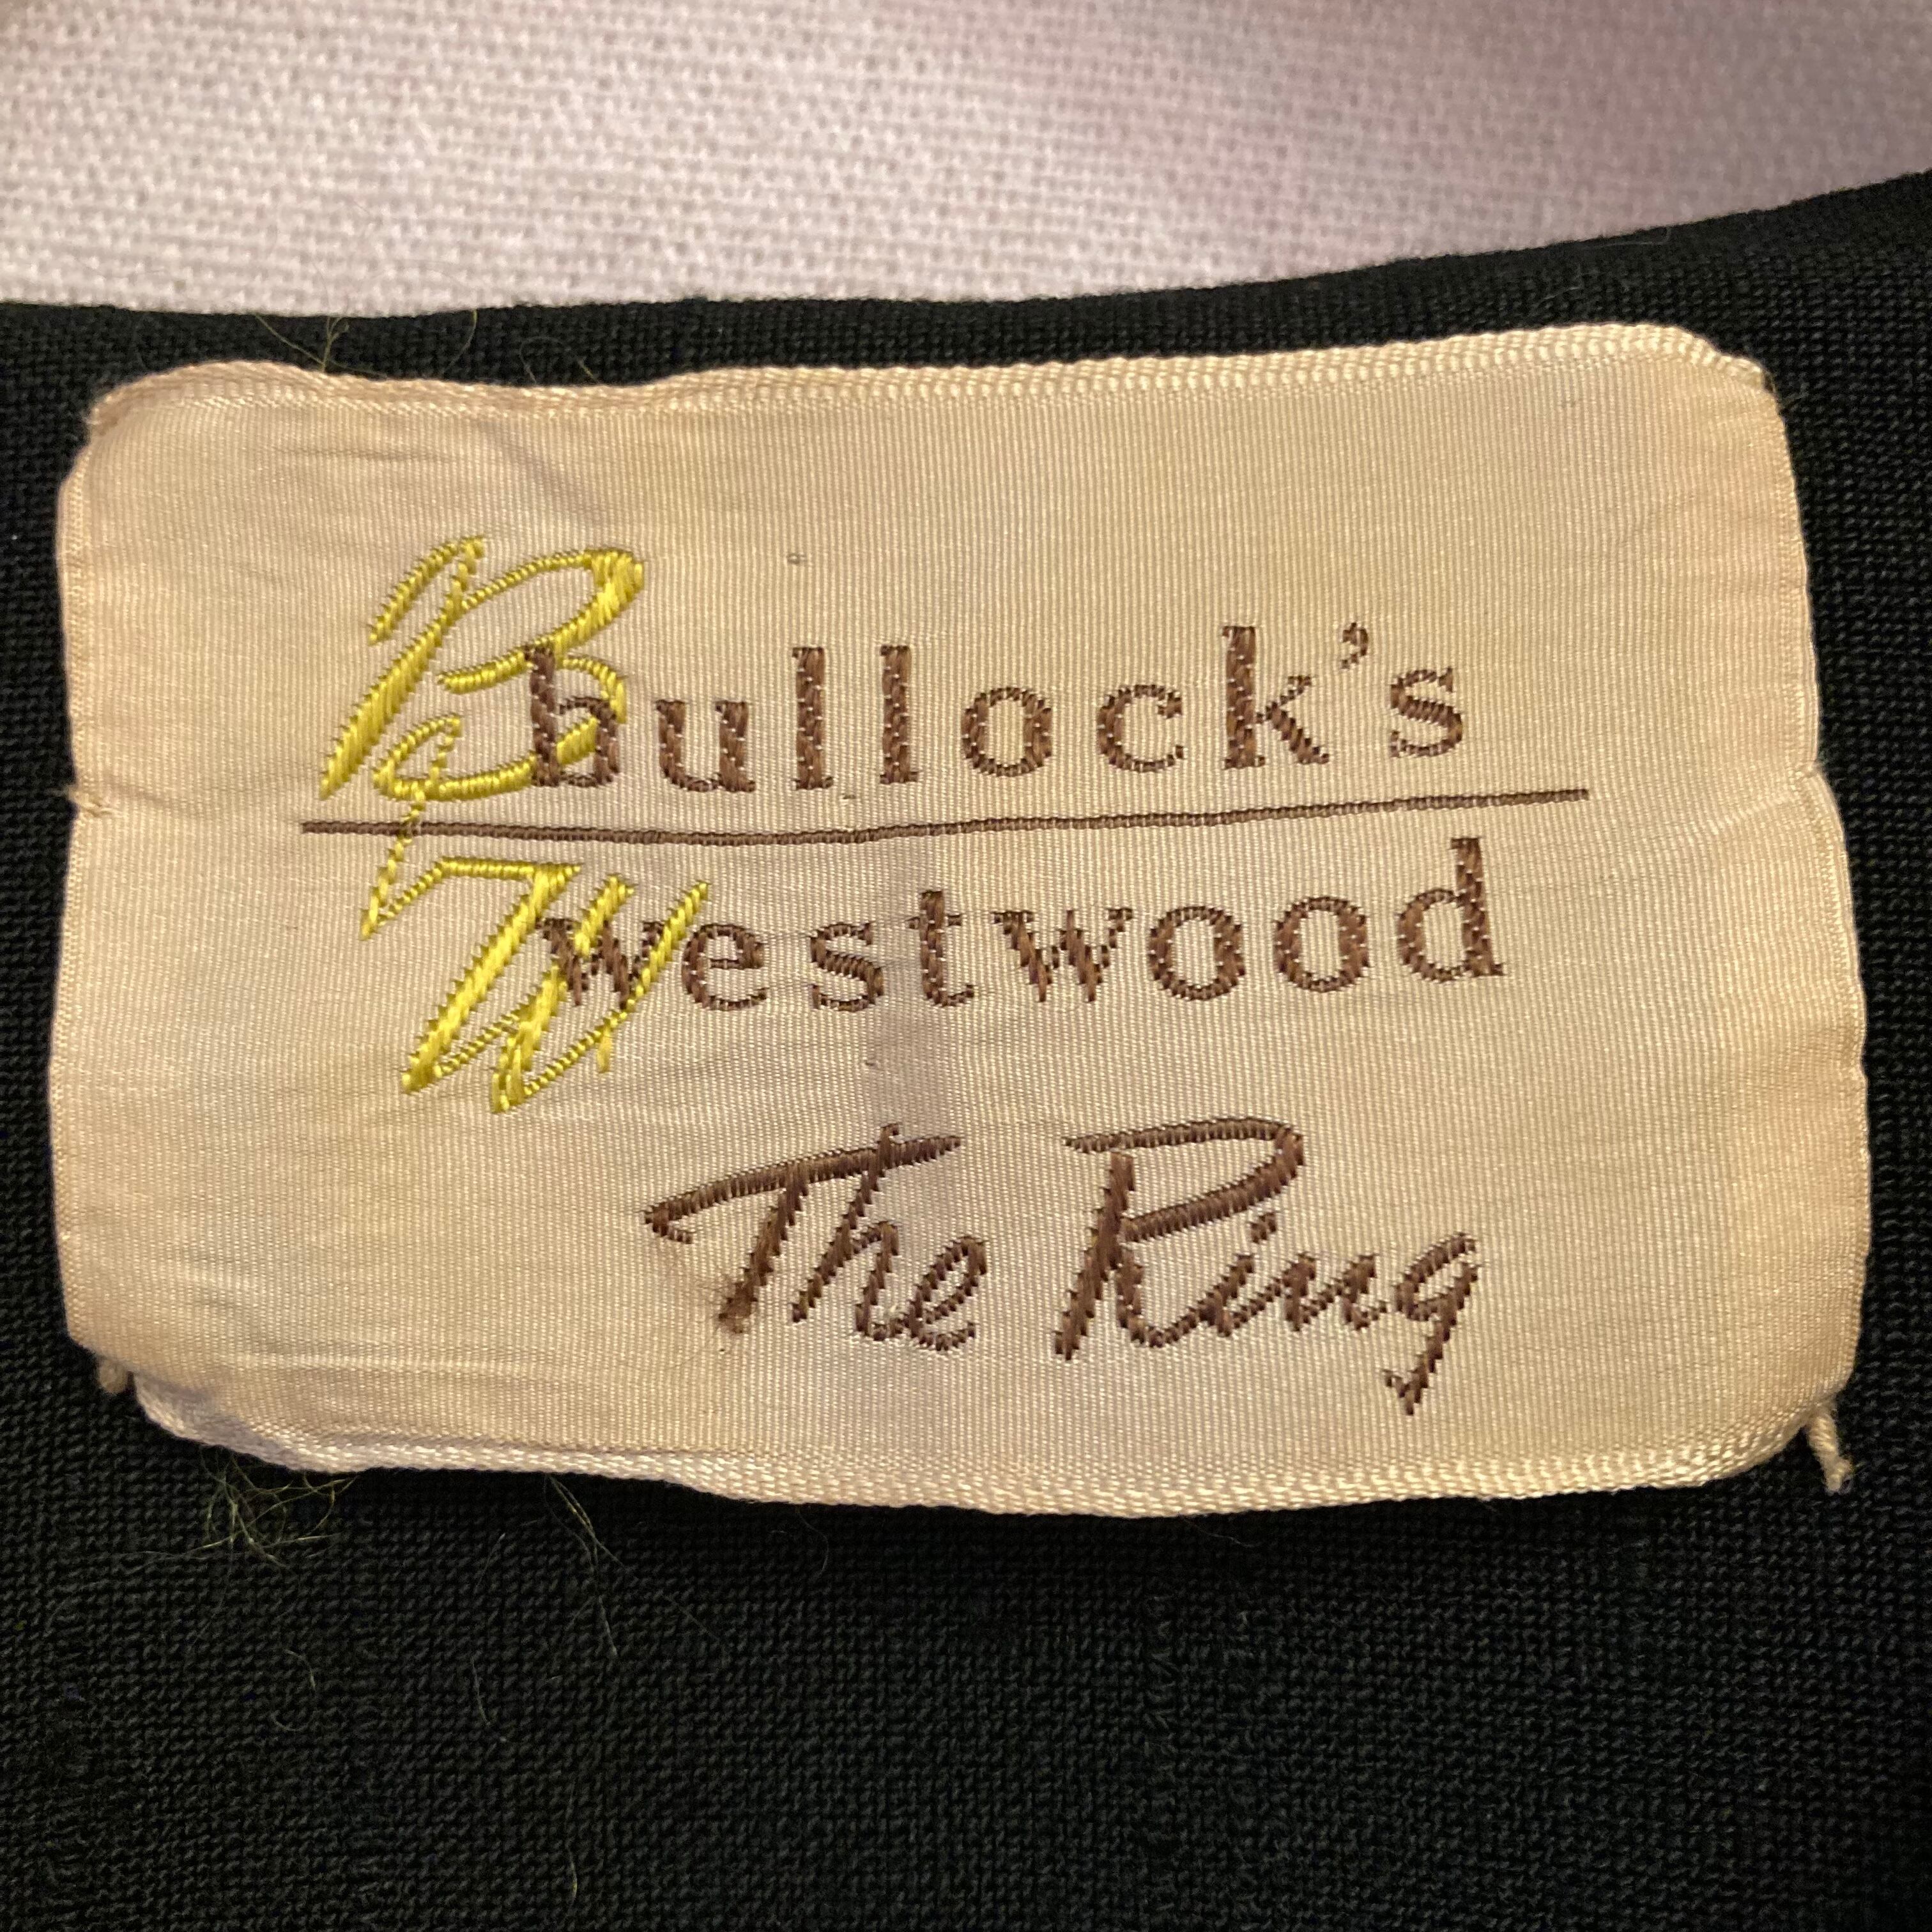 B
bullock's
W
westwood
The Ring